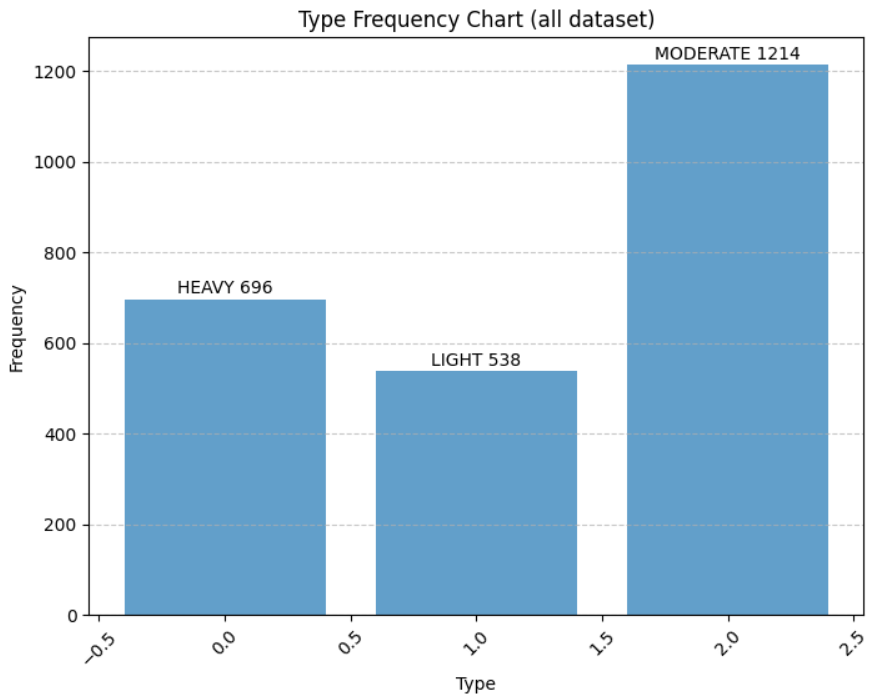 Type Frequency Chart (all dataset)
MODERATE 1214
HEAVY 696
LIGHT 538
Frequency
1200
1000
800
600
400
200
0
−0.5
0.0
0.5
1.0
1.5
2.0
2.5
Type